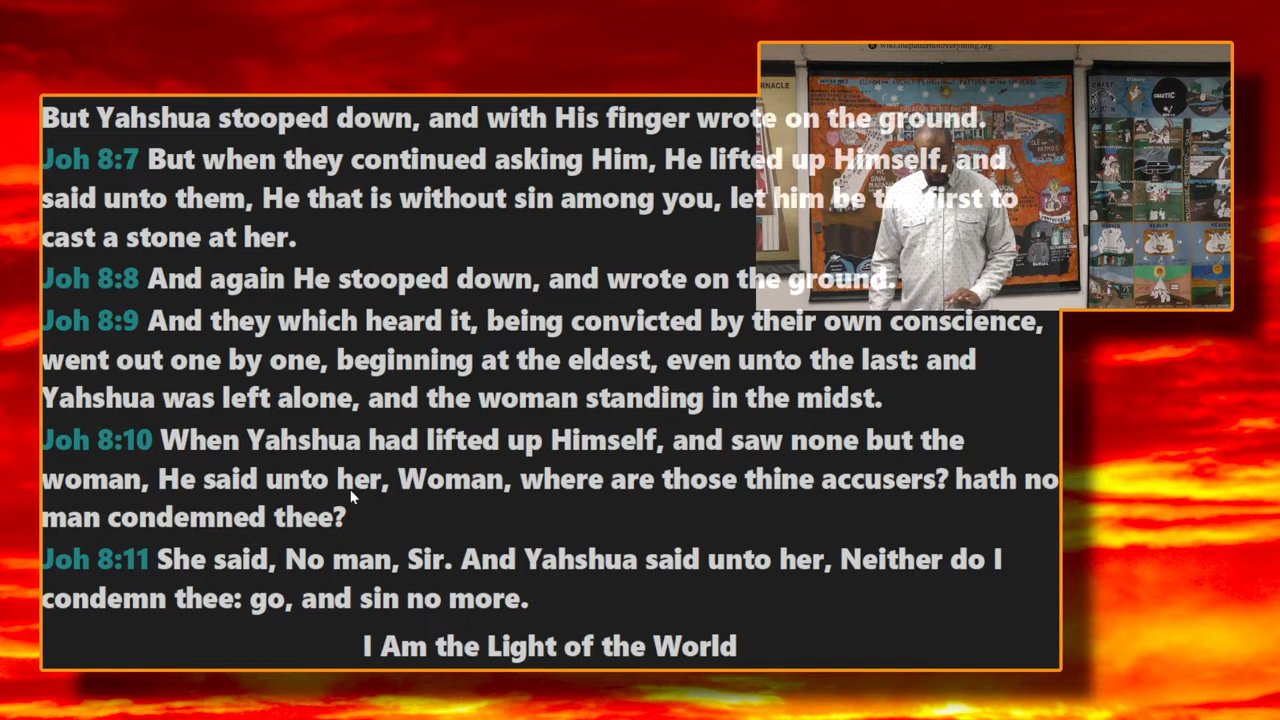 wiki.thepatternofeverything.org
NACLE
But Yahshua stooped down, and with His finger wrote on the ground.
Joh 8:7 But when they continued asking Him, He lifted up Himself, and
said unto them, He that is without sin among you, let him be the first to
cast a stone at her.
Joh 8:8 And again He stooped down, and wrote on the ground.
Joh 8:9 And they which heard it, being convicted by their own conscience,
went out one by one, beginning at the eldest, even unto the last: and
Yahshua was left alone, and the woman standing in the midst.
Joh 8:10 When Yahshua had lifted up Himself, and saw none but the
woman, He said unto her, Woman, where are those thine accusers? hath no
man condemned thee?
Joh 8:11 She said, No man, Sir. And Yahshua said unto her, Neither do I
condemn thee: go, and sin no more.
I Am the Light of the World